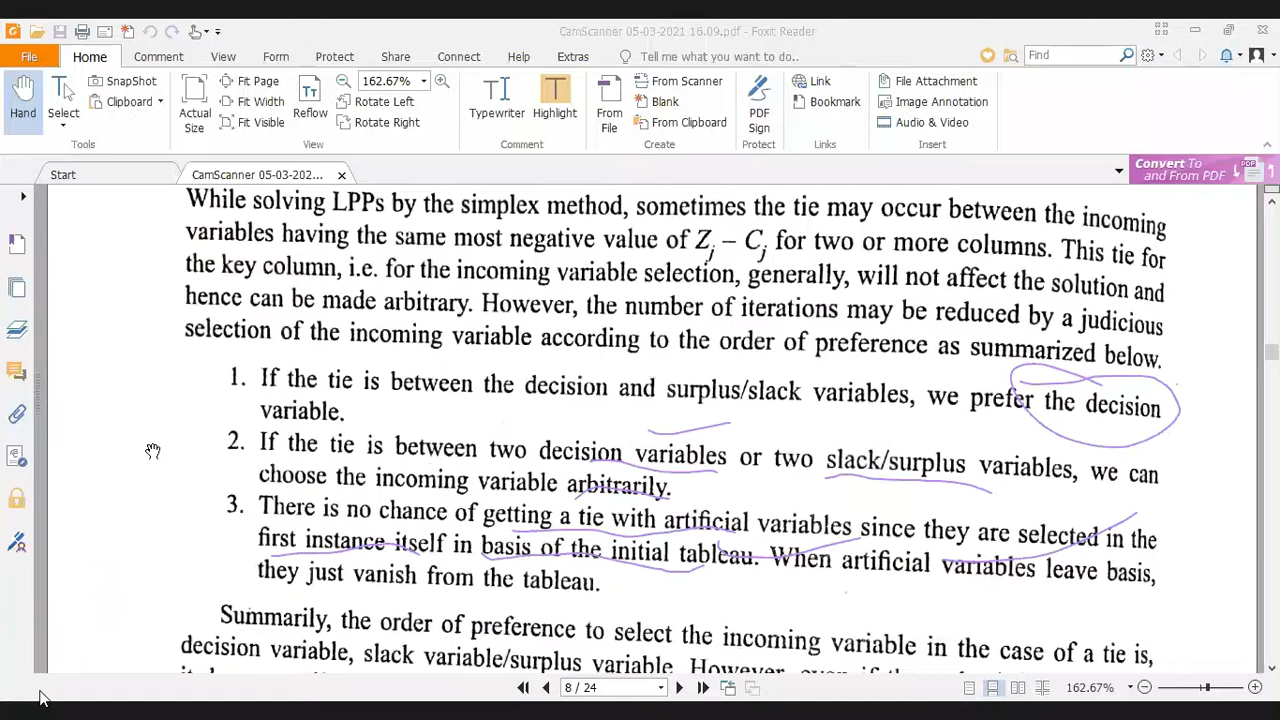 CamScanner 05-03-2021 16.09.pdf - Foxit Reader
File Home Comment View Form Protect Share Connect Help Extras Tell me what you want to do.. Find
Hand
Select
SnapShot
Clipboard
Tools
Actual Size
Fit Page
Fit Width
Fit Visible
Reflow
162.67%
Rotate Left
Rotate Right
View
Typewriter
Highlight
Comment
From File
From Scanner
Blank
From Clipboard
Create
PDF Sign
Protect
Link
Bookmark
Links
File Attachment
Image Annotation
Audio & Video
Insert
Start
CamScanner 05-03-202...
Convert To
and From PDF
While solving LPPs by the simplex method, sometimes the tie may occur between the incoming
variables having the same most negative value of Zj – Cj for two or more columns. This tie for
the key column, i.e. for the incoming variable selection, generally, will not affect the solution and
hence can be made arbitrary. However, the number of iterations may be reduced by a judicious
selection of the incoming variable according to the order of preference as summarized below.
1. If the tie is between the decision and surplus/slack variables, we prefer the decision
variable.
2. If the tie is between two decision variables or two slack/surplus variables, we can
choose the incoming variable arbitrarily.
3. There is no chance of getting a tie with artificial variables since they are selected in the
first instance itself in basis of the initial tableau. When artificial variables leave basis,
they just vanish from the tableau.
Summarily, the order of preference to select the incoming variable in the case of a tie is,
decision variable, slack variable/surplus variable. However, even if the
8 / 24
162.67%